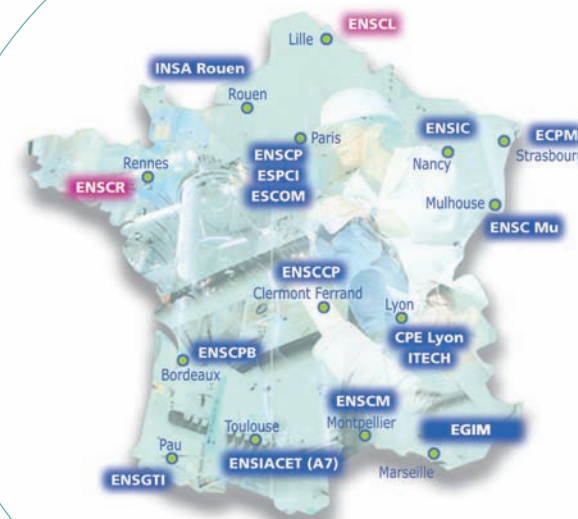 ENSCL
Lille
INSA Rouen
Rouen
Paris
ENSCP
ESPCI
ESCOM
ENSIC
Nancy
ECPM
Strasbourg
Rennes
ENSCR
Mulhouse
ENSC Mu
ENSCCP
Clermont Ferrand
Lyon
CPE Lyon
ITECH
ENSCPB
Bordeaux
ENSCM
Montpellier
EGIM
Marseille
Toulouse
ENSIACET (A7)
Pau
ENSGTI